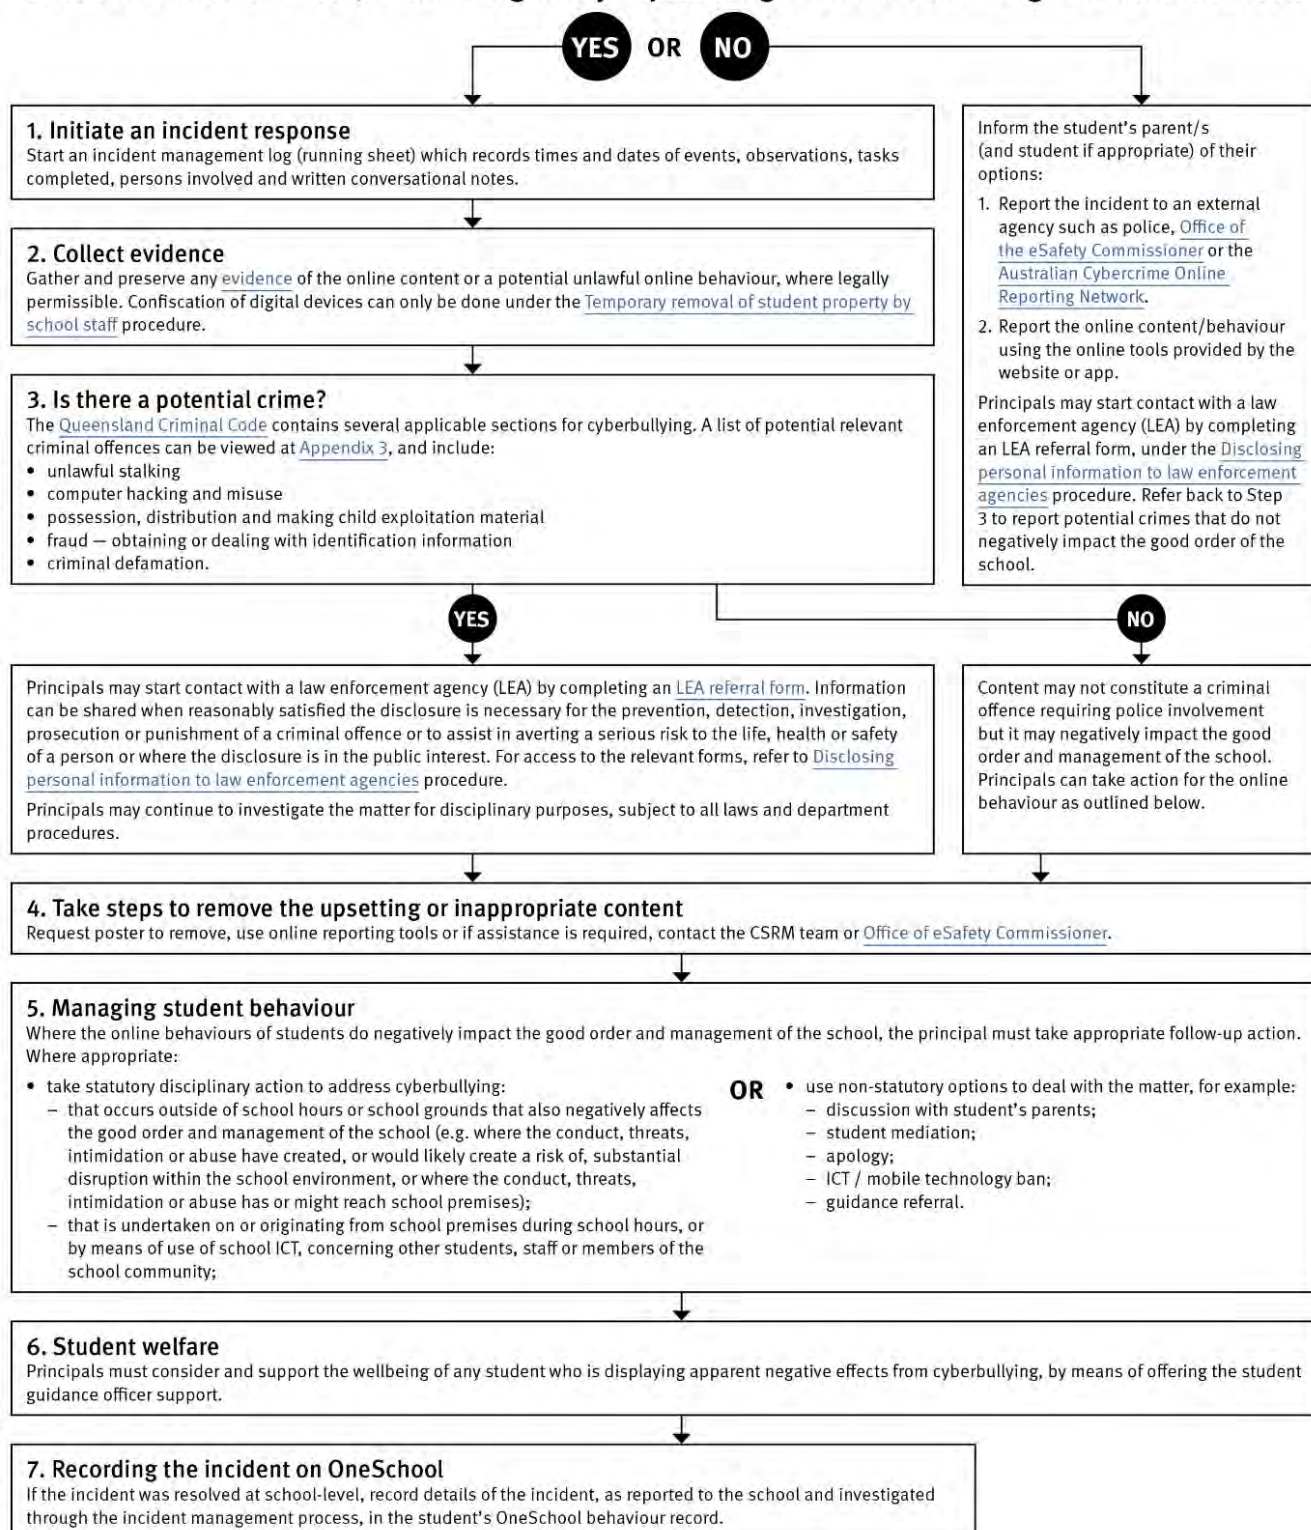 YES OR NO
1. Initiate an incident response
Start an incident management log (running sheet) which records times and dates of events, observations, tasks
completed, persons involved and written conversational notes.
2. Collect evidence
Gather and preserve any evidence of the online content or a potential unlawful online behaviour, where legally
permissible. Confiscation of digital devices can only be done under the Temporary removal of student property by
school staff procedure.
3. Is there a potential crime?
The Queensland Criminal Code contains several applicable sections for cyberbullying. A list of potential relevant
criminal offences can be viewed at Appendix 3, and include:
• unlawful stalking
• computer hacking and misuse
• possession, distribution and making child exploitation material
• fraud — obtaining or dealing with identification information
• criminal defamation.
Inform the student's parent/s
(and student if appropriate) of their
options:
1. Report the incident to an external
agency such as police, Office of
the eSafety Commissioner or the
Australian Cybercrime Online
Reporting Network.
2. Report the online content/behaviour
using the online tools provided by the
website or app.
Principals may start contact with a law
enforcement agency (LEA) by completing
an LEA referral form, under the Disclosing
personal information to law enforcement
agencies procedure. Refer back to Step
3 to report potential crimes that do not
negatively impact the good order of the
school.
YES
NO
Principals may start contact with a law enforcement agency (LEA) by completing an LEA referral form. Information
can be shared when reasonably satisfied the disclosure is necessary for the prevention, detection, investigation,
prosecution or punishment of a criminal offence or to assist in averting a serious risk to the life, health or safety
of a person or where the disclosure is in the public interest. For access to the relevant forms, refer to Disclosing
personal information to law enforcement agencies procedure.
Principals may continue to investigate the matter for disciplinary purposes, subject to all laws and department
procedures.
Content may not constitute a criminal
offence requiring police involvement
but it may negatively impact the good
order and management of the school.
Principals can take action for the online
behaviour as outlined below.
4. Take steps to remove the upsetting or inappropriate content
Request poster to remove, use online reporting tools or if assistance is required, contact the CSRM team or Office of eSafety Commissioner.
5. Managing student behaviour
Where the online behaviours of students do negatively impact the good order and management of the school, the principal must take appropriate follow-up action.
Where appropriate:
• take statutory disciplinary action to address cyberbullying:
– that occurs outside of school hours or school grounds that also negatively affects
the good order and management of the school (e.g. where the conduct, threats,
intimidation or abuse have created, or would likely create a risk of, substantial
disruption within the school environment, or where the conduct, threats,
intimidation or abuse has or might reach school premises);
– that is undertaken on or originating from school premises during school hours, or
by means of use of school ICT, concerning other students, staff or members of the
school community;
OR
• use non-statutory options to deal with the matter, for example:
– discussion with student's parents;
– student mediation;
– apology;
– ICT / mobile technology ban;
– guidance referral.
6. Student welfare
Principals must consider and support the wellbeing of any student who is displaying apparent negative effects from cyberbullying, by means of offering the student
guidance officer support.
7. Recording the incident on OneSchool
If the incident was resolved at school-level, record details of the incident, as reported to the school and investigated
through the incident management process, in the student's OneSchool behaviour record.